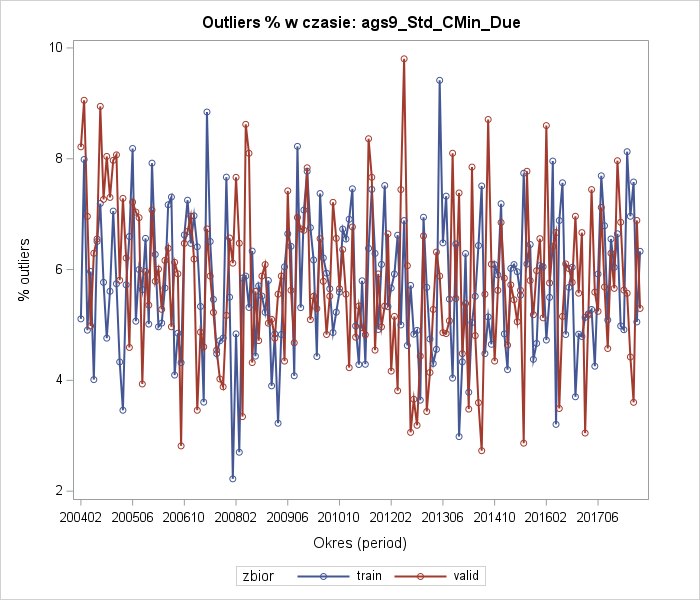 Outliers % w czasie: ags9_Std_CMin_Due
10
8
6
4
2
% outliers
200402 200506 200610 200802 200906 201010 201202 201306 201410 201602 201706
Okres (period)
zbior train valid